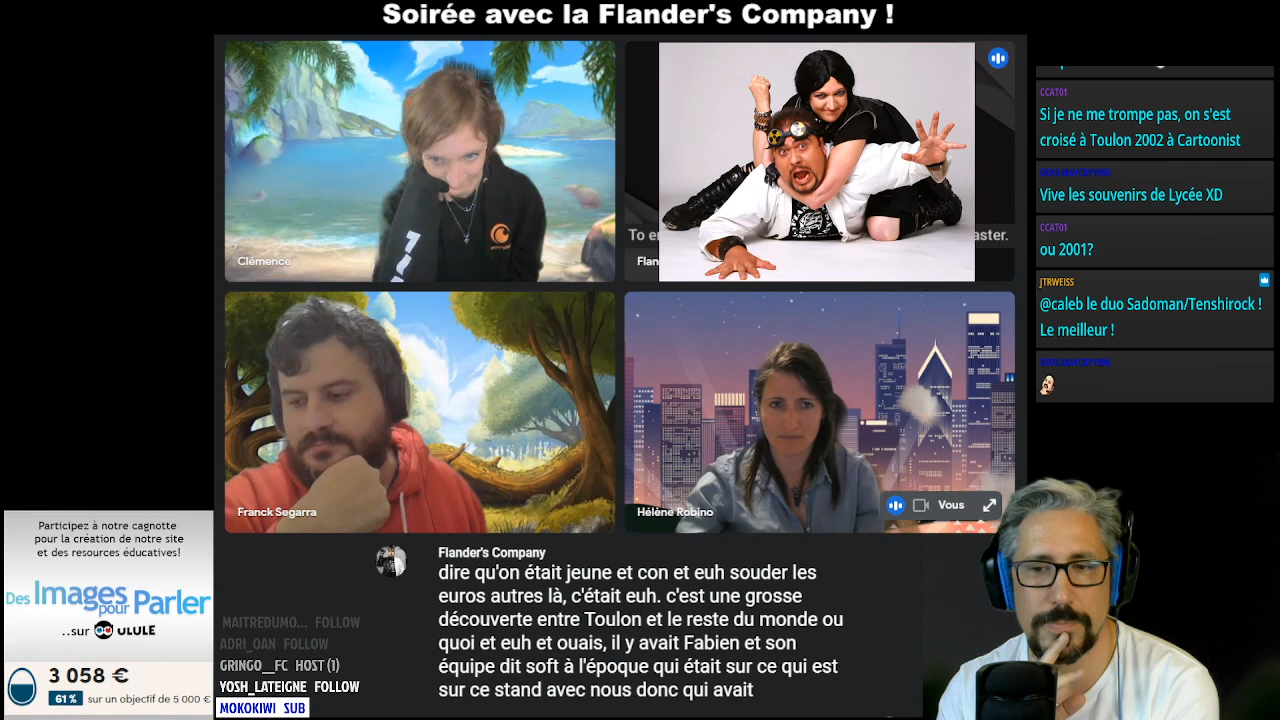 Soirée avec la Flander's Company !
CCAT01
Si je ne me trompe pas, on s'est
croisé à Toulon 2002 à Cartoonist
Vive les souvenirs de Lycée XD
CCAT01
ou 2001?
JTRWEISS
@caleb le duo Sadoman/Tenshirock !
Le meilleur !
Clémence
To en
aster.
Flan
Franck Segarra
Hélène Robino
Vous
Participez à notre cagnotte
pour la création de notre site
et des resources éducatives!
Des Images pour Parler
..sur ULULE
3 058 €
61 % sur un objectif de 5 000 €
MAITREDUMO... FOLLOW
ADRI_OAN FOLLOW
GRINGO__FC HOST (1)
YOSH_LATEIGNE FOLLOW
MOKOKIWI SUB
Flander's Company
dire qu'on était jeune et con et euh souder les
euros autres là, c'était euh. c'est une grosse
découverte entre Toulon et le reste du monde ou
quoi et euh et ouais, il y avait Fabien et son
équipe dit soft à l'époque qui était sur ce qui est
sur ce stand avec nous donc qui avait